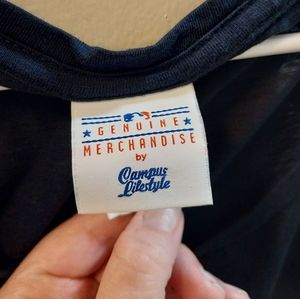 GENUINE
MERCHANDISE
by
Campus
Lifestyle